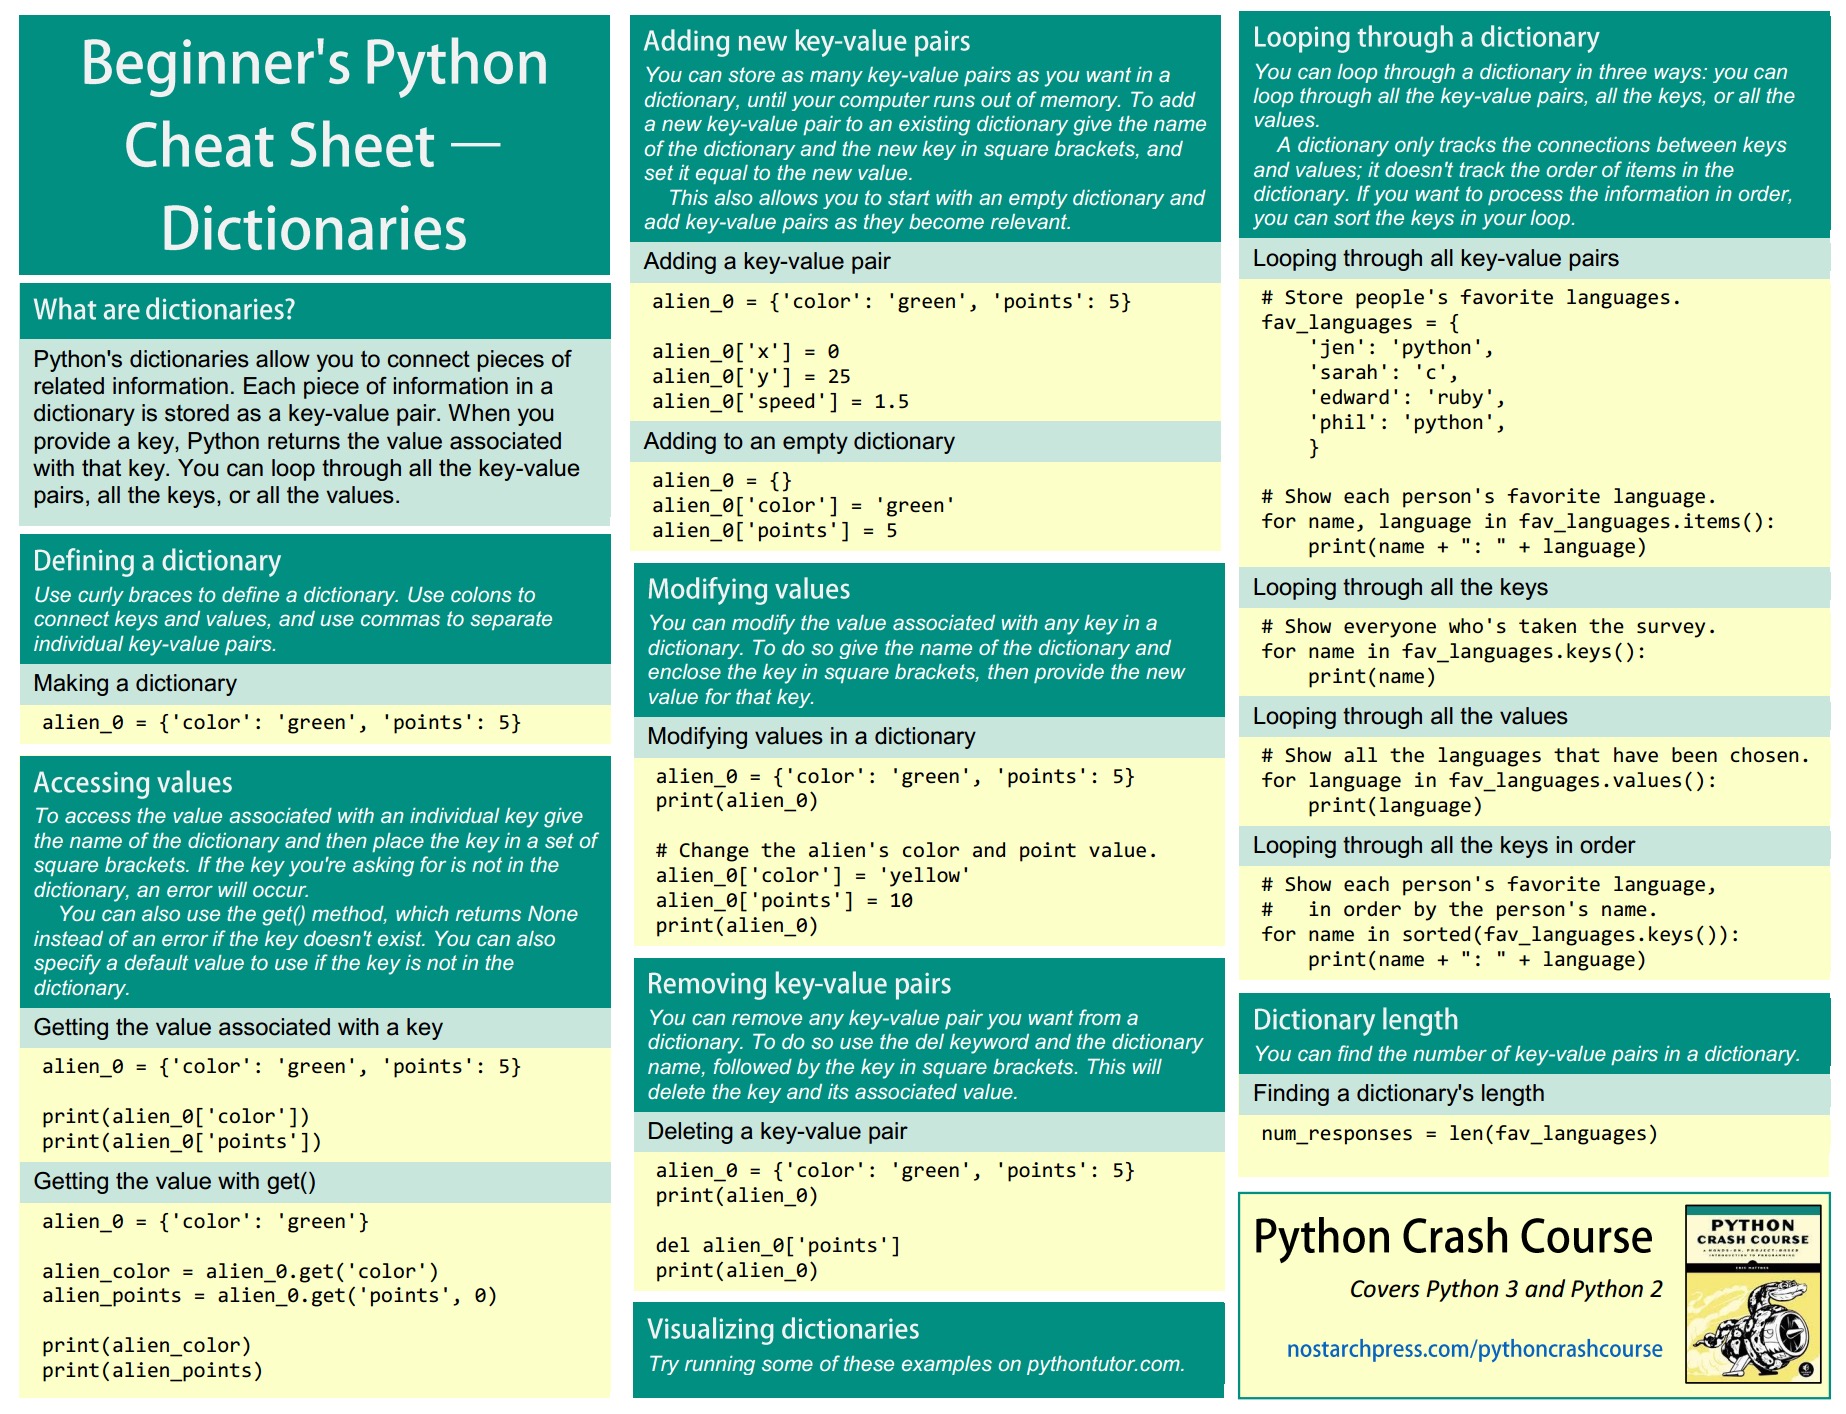 Beginner's Python
Cheat Sheet —
Dictionaries
What are dictionaries?
Python's dictionaries allow you to connect pieces of
related information. Each piece of information in a
dictionary is stored as a key-value pair. When you
provide a key, Python returns the value associated
with that key. You can loop through all the key-value
pairs, all the keys, or all the values.
Defining a dictionary
Use curly braces to define a dictionary. Use colons to
connect keys and values, and use commas to separate
individual key-value pairs.
Making a dictionary
alien_0 = {'color': 'green', 'points': 5}
Accessing values
To access the value associated with an individual key give
the name of the dictionary and then place the key in a set of
square brackets. If the key you're asking for is not in the
dictionary, an error will occur.
You can also use the get() method, which returns None
instead of an error if the key doesn't exist. You can also
specify a default value to use if the key is not in the
dictionary.
Getting the value associated with a key
alien_0 = {'color': 'green', 'points': 5}
print(alien_0['color'])
print(alien_0['points'])
Getting the value with get()
alien_0 = {'color': 'green'}
alien_color = alien_0.get('color')
alien_points = alien_0.get('points', 0)
print(alien_color)
print(alien_points)
Adding new key-value pairs
You can store as many key-value pairs as you want in a
dictionary, until your computer runs out of memory. To add
a new key-value pair to an existing dictionary give the name
of the dictionary and the new key in square brackets, and
set it equal to the new value.
This also allows you to start with an empty dictionary and
add key-value pairs as they become relevant.
Adding a key-value pair
alien_0 = {'color': 'green', 'points': 5}
alien_0['x'] = 0
alien_0['y'] = 25
alien_0['speed'] = 1.5
Adding to an empty dictionary
alien_0 = {}
alien_0['color'] = 'green'
alien_0['points'] = 5
Modifying values
You can modify the value associated with any key in a
dictionary. To do so give the name of the dictionary and
enclose the key in square brackets, then provide the new
value for that key.
Modifying values in a dictionary
alien_0 = {'color': 'green', 'points': 5}
print(alien_0)
# Change the alien's color and point value.
alien_0['color'] = 'yellow'
alien_0['points'] = 10
print(alien_0)
Removing key-value pairs
You can remove any key-value pair you want from a
dictionary. To do so use the del keyword and the dictionary
name, followed by the key in square brackets. This will
delete the key and its associated value.
Deleting a key-value pair
alien_0 = {'color': 'green', 'points': 5}
print(alien_0)
del alien_0['points']
print(alien_0)
Visualizing dictionaries
Try running some of these examples on pythontutor.com.
Looping through a dictionary
You can loop through a dictionary in three ways: you can
loop through all the key-value pairs, all the keys, or all the
values.
A dictionary only tracks the connections between keys
and values; it doesn't track the order of items in the
dictionary. If you want to process the information in order,
you can sort the keys in your loop.
Looping through all key-value pairs
# Store people's favorite languages.
fav_languages = {
'jen': 'python',
'sarah': 'c',
'edward': 'ruby',
'phil': 'python',
}
# Show each person's favorite language.
for name, language in fav_languages.items():
print(name + ": " + language)
Looping through all the keys
# Show everyone who's taken the survey.
for name in fav_languages.keys():
print(name)
Looping through all the values
# Show all the languages that have been chosen.
for language in fav_languages.values():
print(language)
Looping through all the keys in order
# Show each person's favorite language,
# in order by the person's name.
for name in sorted(fav_languages.keys()):
print(name + ": " + language)
Dictionary length
You can find the number of key-value pairs in a dictionary.
Finding a dictionary's length
num_responses = len(fav_languages)
Python Crash Course
Covers Python 3 and Python 2
nostarchpress.com/pythoncrashcourse
PYTHON
CRASH COURSE
A HANDS-ON, PROJECT-BASED
INTRODUCTION TO PROGRAMMING
ERIC MATTHES